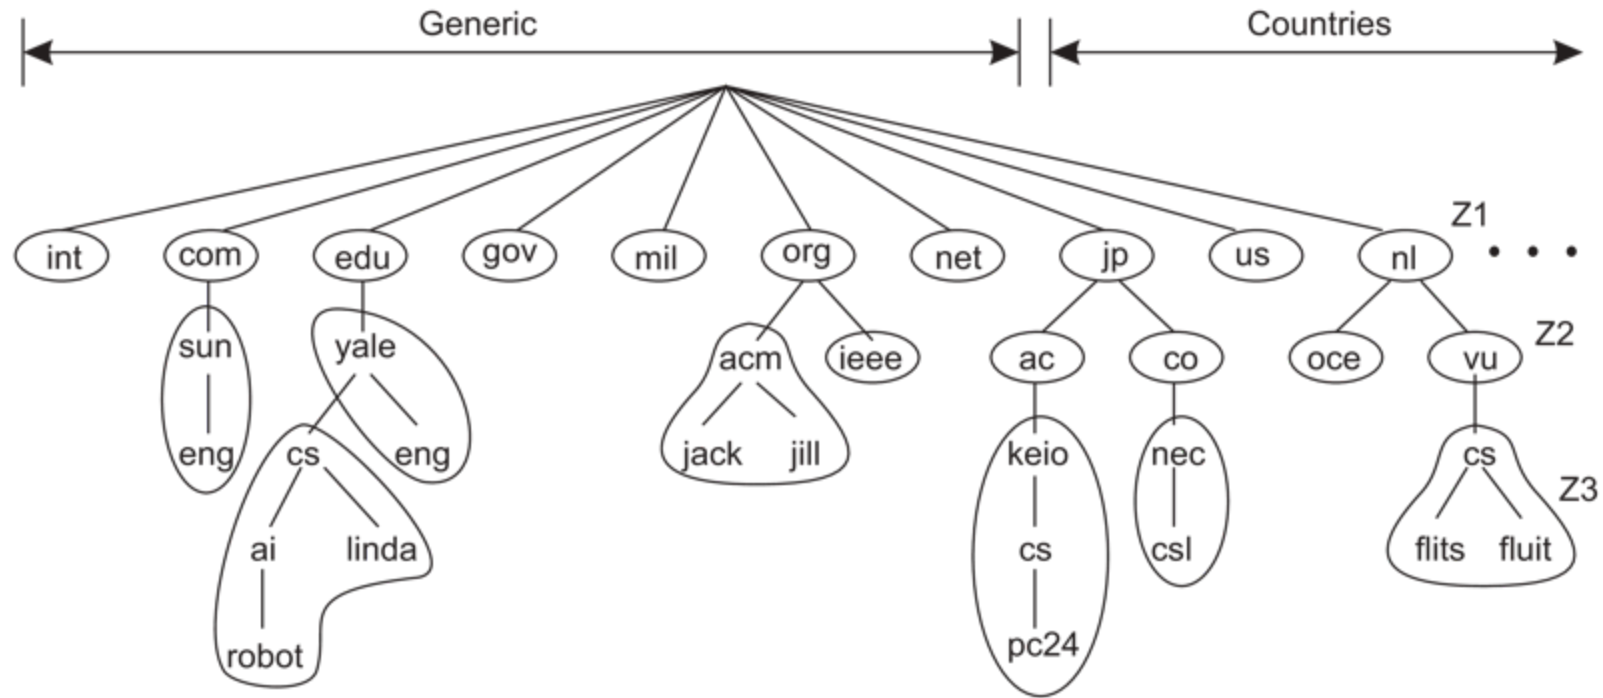 Generic Countries
Z1
int com edu gov mil org net jp us nl • • •
Z2
sun yale acm ieee ac co oce vu
eng cs eng jack jill keio nec cs
Z3
ai linda cs csl flits fluit
robot pc24